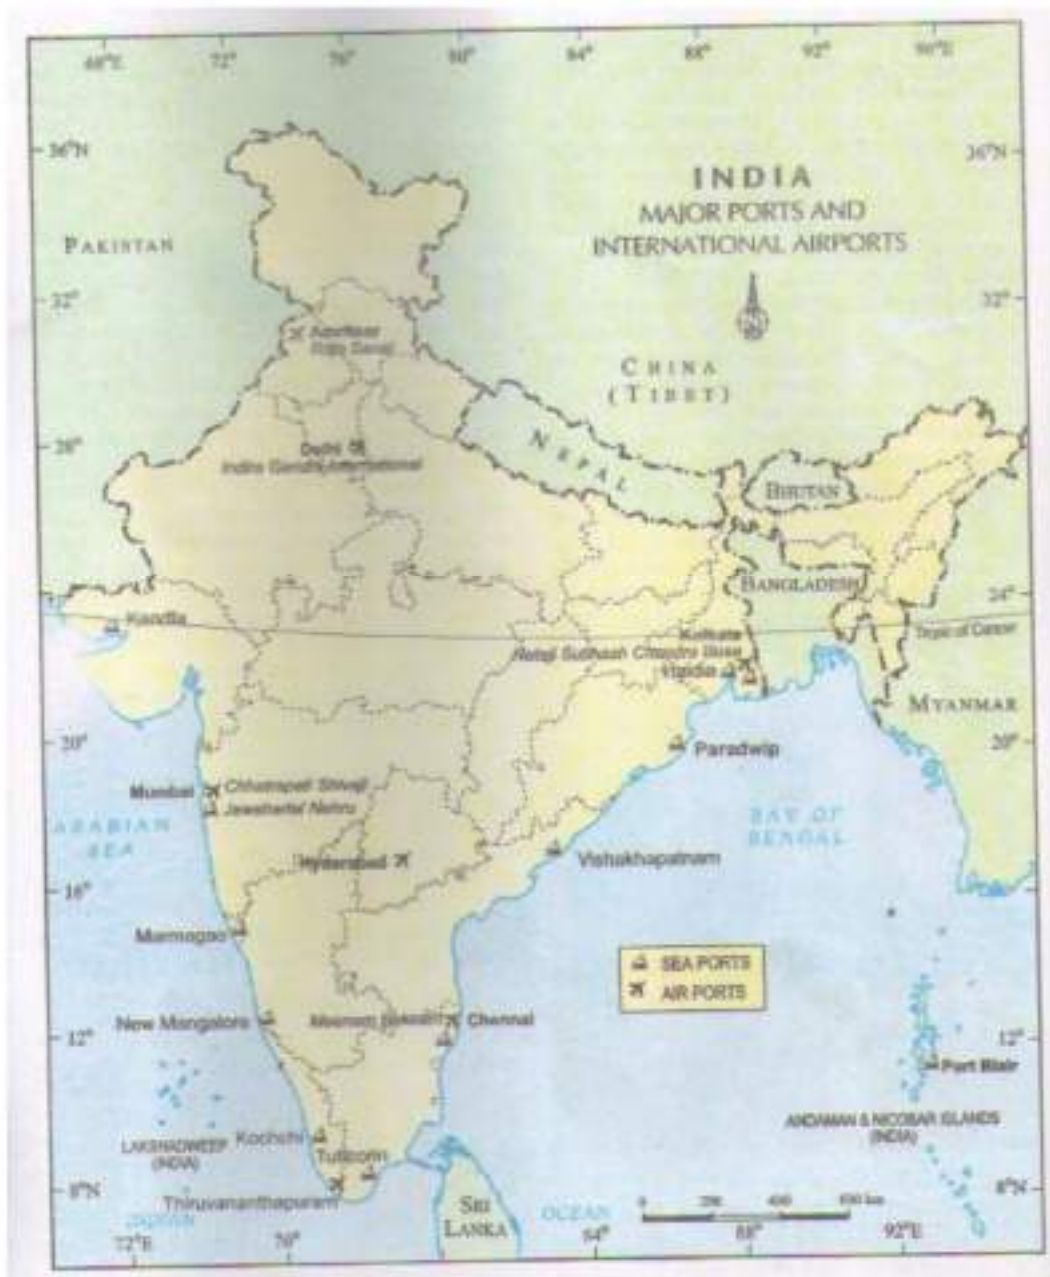 68°E 72° 76° 80° 84° 88° 92° 96°E
36°N 36°N
INDIA
MAJOR PORTS AND
INTERNATIONAL AIRPORTS
PAKISTAN
32° 32°
Amritsar
CHINA
(TIBET)
28°
NEPAL
Delhi
Indira Gandhi International
BHUTAN
BANGLADESH
24°
Kandla
Tropic of Cancer
Kolkata
Netaji Subhash Chandra Bose
Haldia
MYANMAR
20° 20°
Paradwip
Mumbai Chhatrapati Shivaji
Jawaharlal Nehru
ARABIAN
SEA
BAY OF
BENGAL
Hyderabad
Vishakhapatnam
16°
Marmagao
SEA PORTS
AIR PORTS
New Mangalore
Chennai
12° 12°
Port Blair
ANDAMAN & NICOBAR ISLANDS
(INDIA)
LAKSHADWEEP
(INDIA)
Kochchi
Tuticorin
8°N 8°N
Thiruvananthapuram
SRI
LANKA
OCEAN
0 200 400 600 km
72°E 84° 88° 92°E